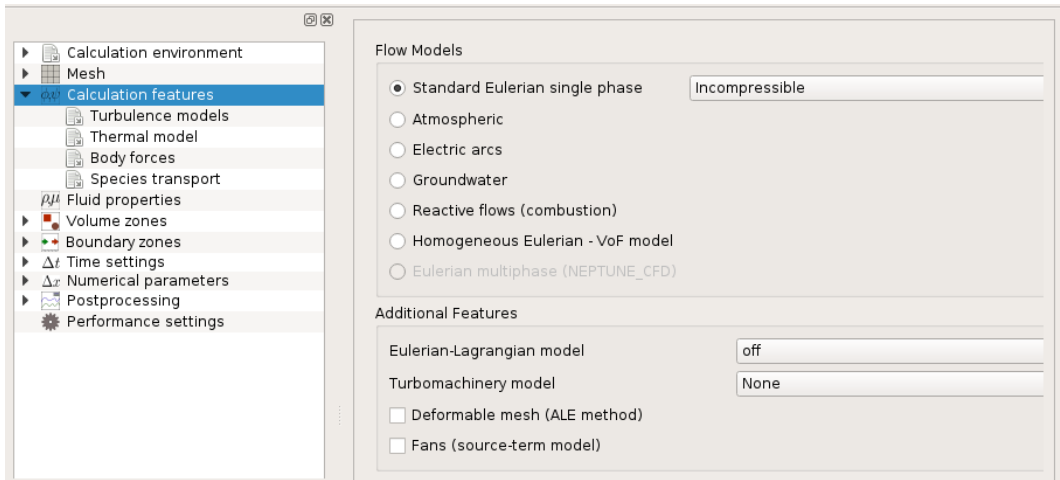 Calculation environment
Mesh
Calculation features
Turbulence models
Thermal model
Body forces
Species transport
ρ,μ Fluid properties
Volume zones
Boundary zones
Δt Time settings
Δx Numerical parameters
Postprocessing
Performance settings
Flow Models
Standard Eulerian single phase Incompressible
Atmospheric
Electric arcs
Groundwater
Reactive flows (combustion)
Homogeneous Eulerian - VoF model
Eulerian multiphase (NEPTUNE_CFD)
Additional Features
Eulerian-Lagrangian model off
Turbomachinery model None
Deformable mesh (ALE method)
Fans (source-term model)